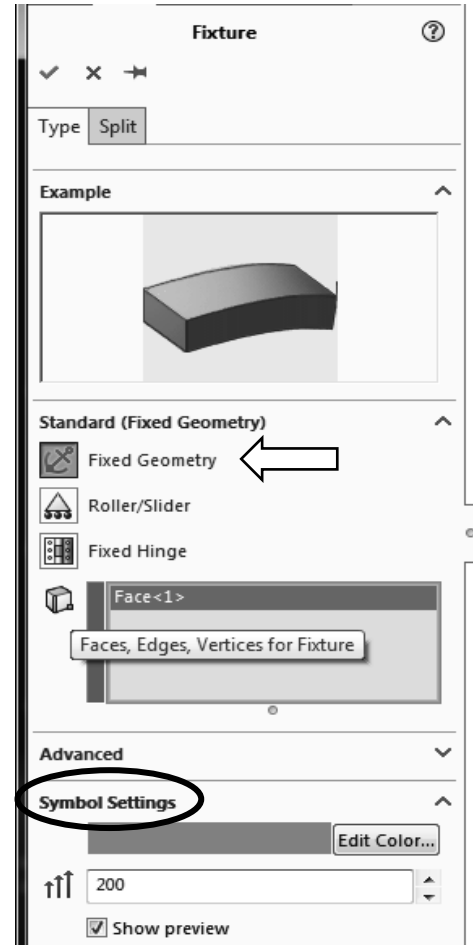 Fixture
Type Split
Example
Standard (Fixed Geometry)
Fixed Geometry
Roller/Slider
Fixed Hinge
Face<1>
Faces, Edges, Vertices for Fixture
Advanced
Symbol Settings
Edit Color...
200
Show preview